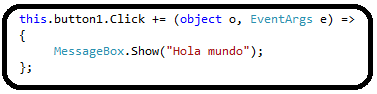 this.button1.Click += (object o, EventArgs e) =>
{
    MessageBox.Show("Hola mundo");
};